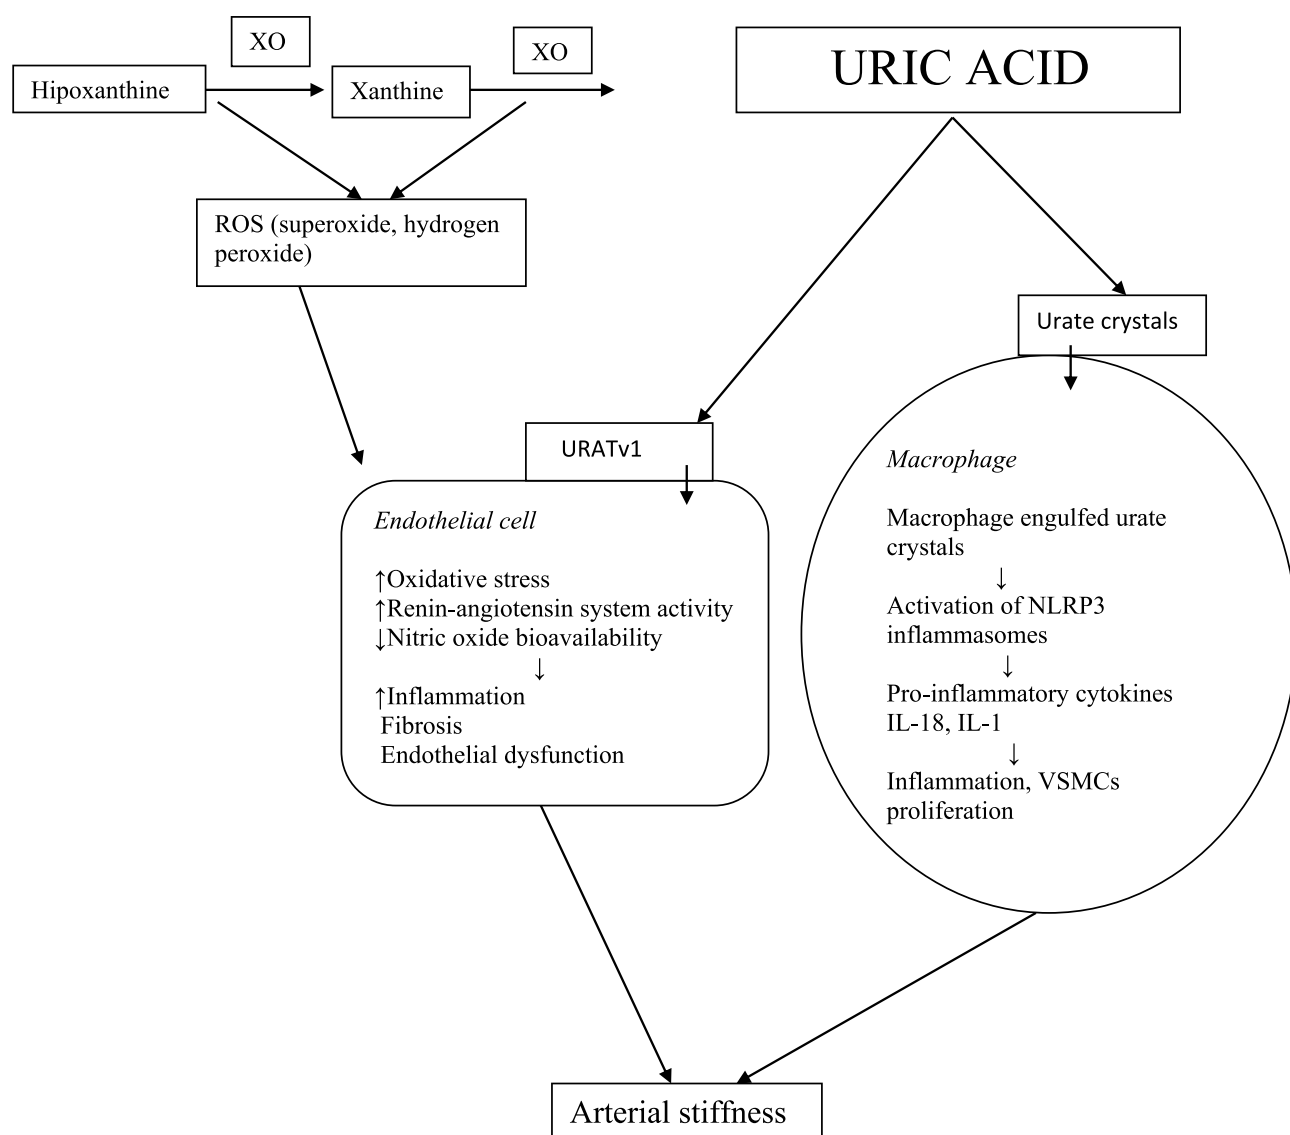 XO
XO
URIC ACID
Hipoxanthine
Xanthine
ROS (superoxide, hydrogen
peroxide)
Urate crystals
URATv1
Endothelial cell
↑Oxidative stress
↑Renin-angiotensin system activity
↓Nitric oxide bioavailability
↓
↑Inflammation
Fibrosis
Endothelial dysfunction
Macrophage
Macrophage engulfed urate
crystals
↓
Activation of NLRP3
inflammasomes
↓
Pro-inflammatory cytokines
IL-18, IL-1
↓
Inflammation, VSMCs
proliferation
Arterial stiffness